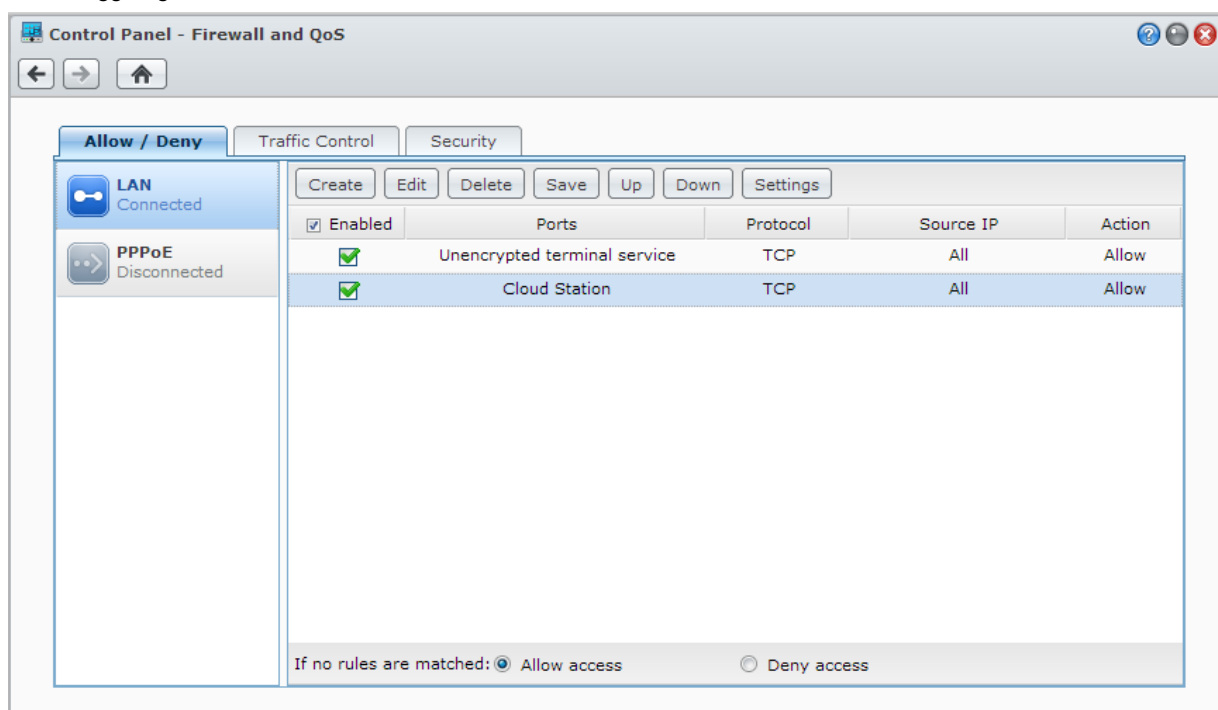 Control Panel - Firewall and QoS
Allow / Deny Traffic Control Security
LAN
Connected
PPPoE
Disconnected
Create Edit Delete Save Up Down Settings
Enabled Ports Protocol Source IP Action
Unencrypted terminal service TCP All Allow
Cloud Station TCP All Allow
If no rules are matched: Allow access Deny access